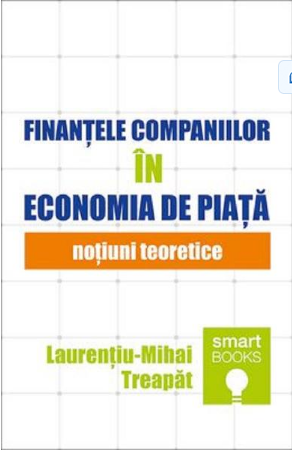 FINANȚELE COMPANIILOR
ÎN
ECONOMIA DE PIAȚĂ
noțiuni teoretice
Laurențiu-Mihai
Treapăt
smart
BOOKS